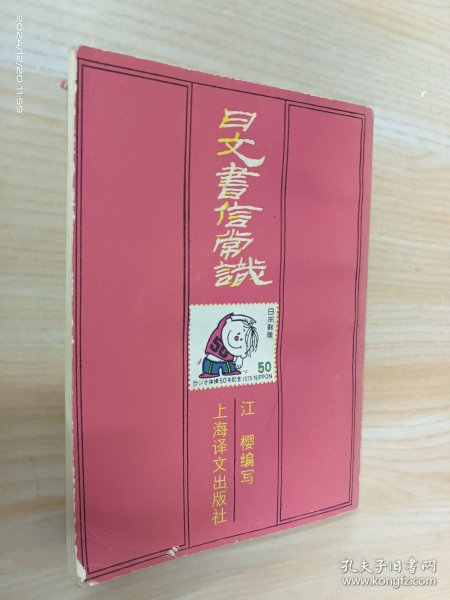 2024/12/20 11:59
日文書信常識
日本郵便
50
50
ラジオ体操50年記念 1978 NIPPON
江樱编写
上海译文出版社
孔夫子旧书网
www.kongfz.com